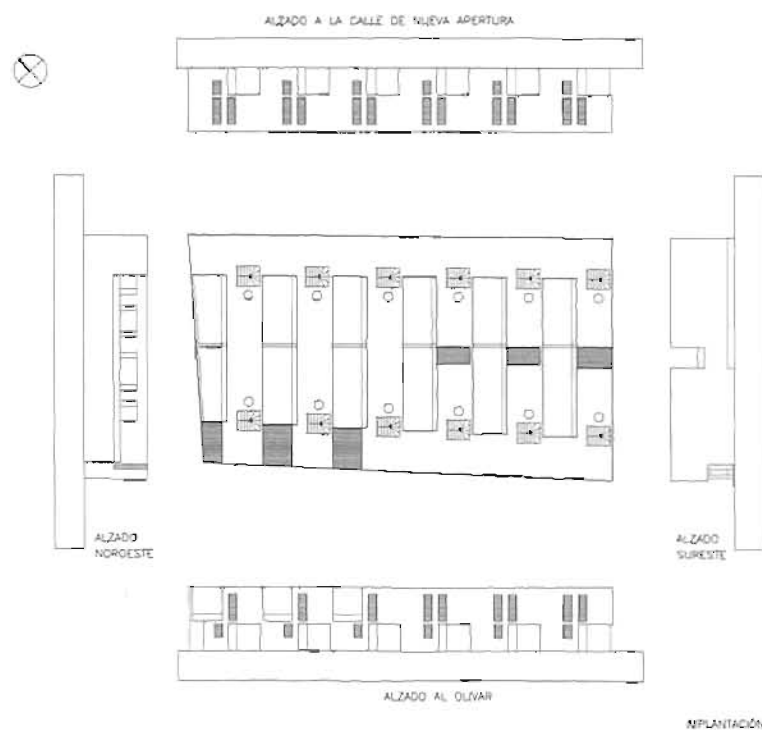 ALZADO A LA CALLE DE NUEVA APERTURA
ALZADO
NOROESTE
ALZADO
SURESTE
ALZADO AL OLIVAR
IMPLANTACIÓN